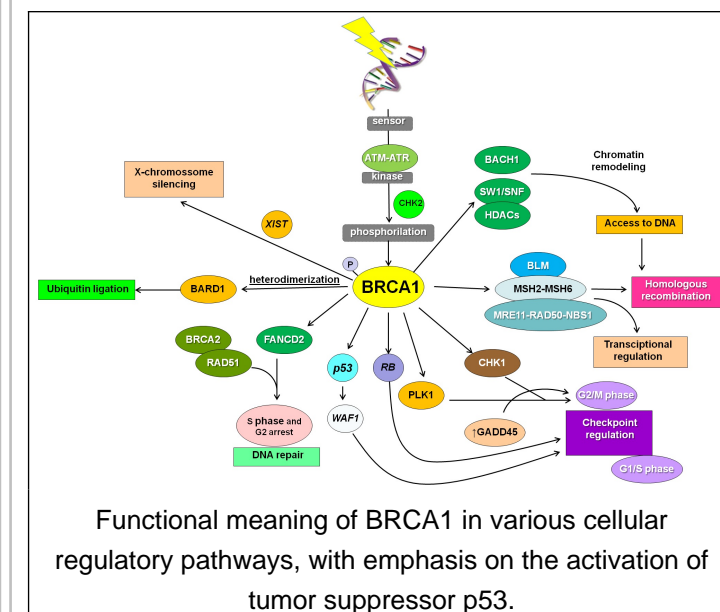 sensor
ATM-ATR
kinase
CHK2
phosphorilation
P
BRCA1
X-chromossome
silencing
XIST
heterodimerization
BARD1
Ubiquitin ligation
BRCA2
RAD51
FANCD2
S phase and
G2 arrest
DNA repair
p53
WAF1
RB
PLK1
CHK1
↑GADD45
G2/M phase
Checkpoint
regulation
G1/S phase
BACH1
SW1/SNF
HDACs
Chromatin
remodeling
Access to DNA
BLM
MSH2-MSH6
MRE11-RAD50-NBS1
Homologous
recombination
Transciptional
regulation
Functional meaning of BRCA1 in various cellular
regulatory pathways, with emphasis on the activation of
tumor suppressor p53.